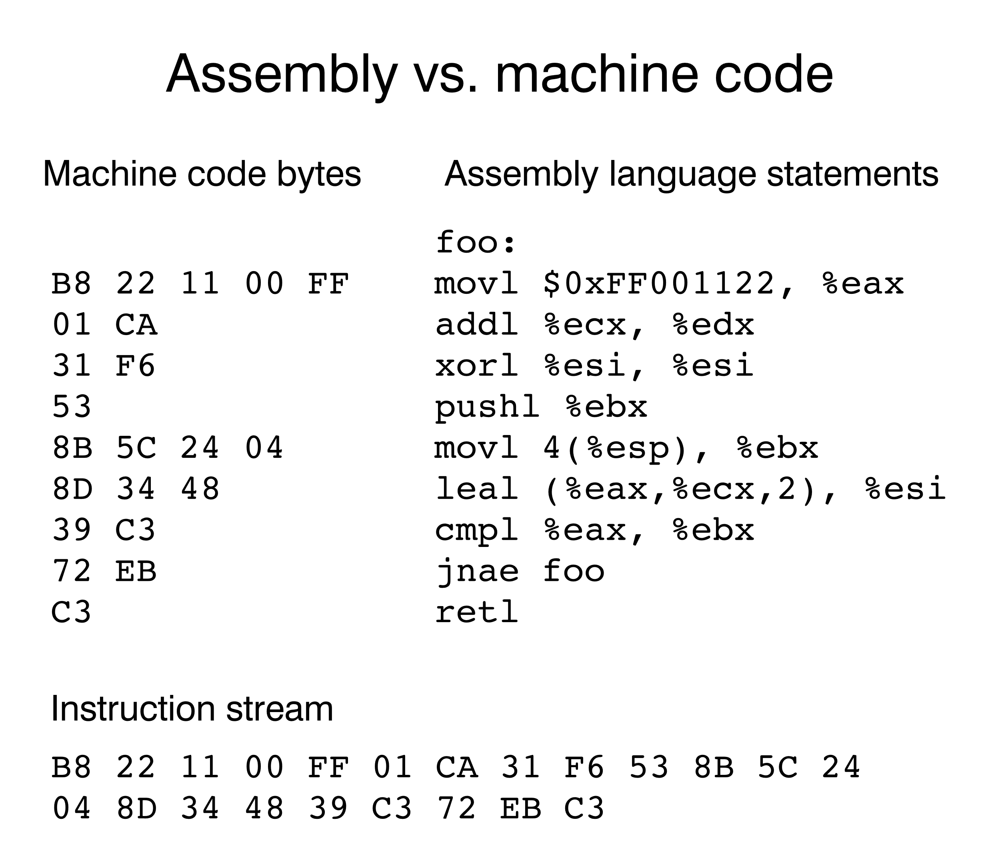 Assembly vs. machine code
Machine code bytes
Assembly language statements
foo:
B8 22 11 00 FF movl $0xFF001122, %eax
01 CA addl %ecx, %edx
31 F6 xorl %esi, %esi
53 pushl %ebx
8B 5C 24 04 movl 4(%esp), %ebx
8D 34 48 leal (%eax,%ecx,2), %esi
39 C3 cmpl %eax, %ebx
72 EB jnae foo
C3 retl
Instruction stream
B8 22 11 00 FF 01 CA 31 F6 53 8B 5C 24
04 8D 34 48 39 C3 72 EB C3